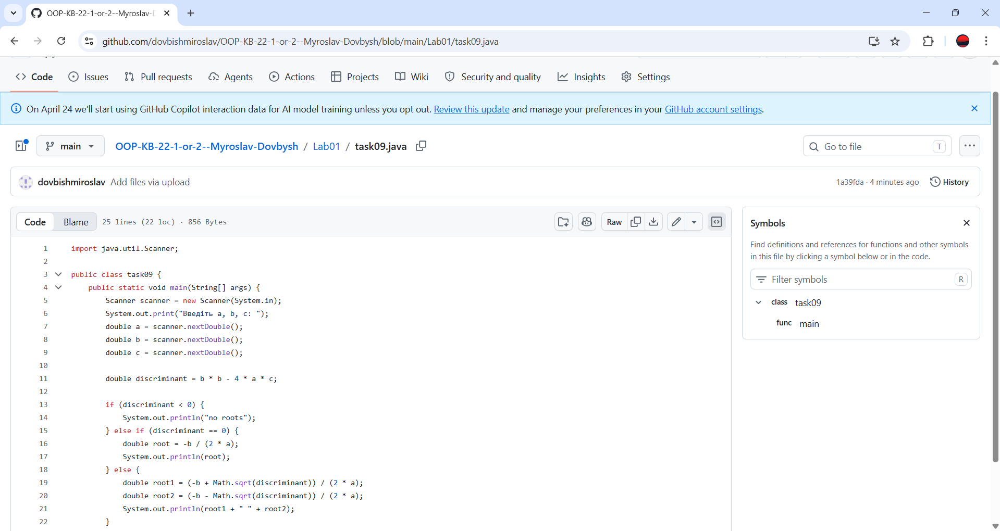 OOP-KB-22-1-or-2--Myroslav-D
github.com/dovbishmiroslav/OOP-KB-22-1-or-2--Myroslav-Dovbysh/blob/main/Lab01/task09.java
Code Issues Pull requests Agents Actions Projects Wiki Security and quality Insights Settings
On April 24 we'll start using GitHub Copilot interaction data for AI model training unless you opt out. Review this update and manage your preferences in your GitHub account settings.
main OOP-KB-22-1-or-2--Myroslav-Dovbysh / Lab01 / task09.java Go to file T
dovbishmiroslav Add files via upload 1a39fda · 4 minutes ago History
Code Blame 25 lines (22 loc) · 856 Bytes Raw
1 import java.util.Scanner;
2
3 public class task09 {
4 public static void main(String[] args) {
5 Scanner scanner = new Scanner(System.in);
6 System.out.print("Введіть a, b, c: ");
7 double a = scanner.nextDouble();
8 double b = scanner.nextDouble();
9 double c = scanner.nextDouble();
10
11 double discriminant = b * b - 4 * a * c;
12
13 if (discriminant < 0) {
14 System.out.println("no roots");
15 } else if (discriminant == 0) {
16 double root = -b / (2 * a);
17 System.out.println(root);
18 } else {
19 double root1 = (-b + Math.sqrt(discriminant)) / (2 * a);
20 double root2 = (-b - Math.sqrt(discriminant)) / (2 * a);
21 System.out.println(root1 + " " + root2);
22 }
Symbols
Find definitions and references for functions and other symbols
in this file by clicking a symbol below or in the code.
Filter symbols R
class task09
func main